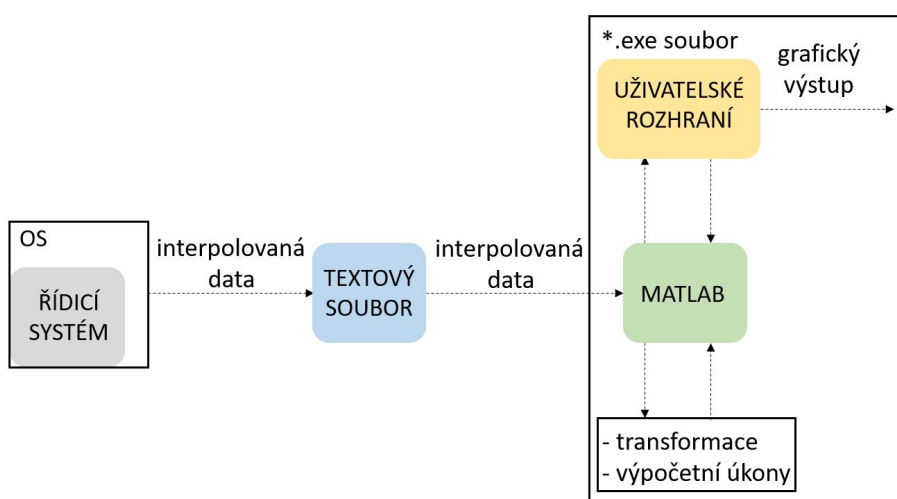 *.exe soubor
grafický
výstup
UŽIVATELSKÉ
ROZHRANÍ
OS
ŘÍDICÍ
SYSTÉM
interpolovaná
data
TEXTOVÝ
SOUBOR
interpolovaná
data
MATLAB
- transformace
- výpočetní úkony